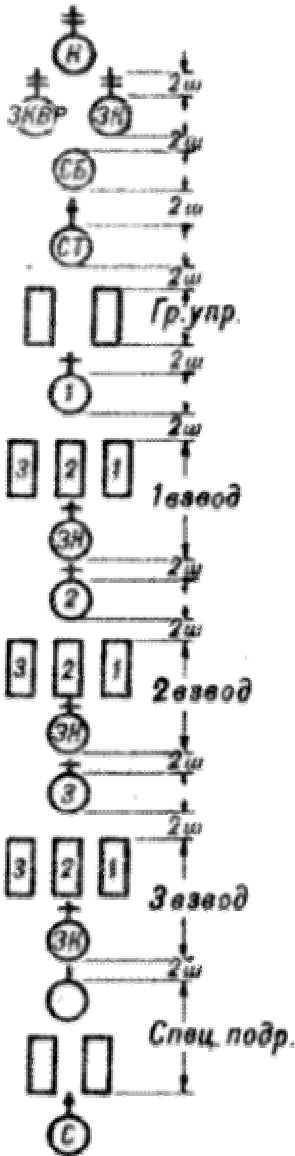 К
2ш
ЗКВР ЗК
СБ
2ш
СТ
2ш
Гр. упр.
2ш
1
2ш
3 2 1
1 взвод
ЗК
2ш
2
2ш
3 2 1
2 взвод
ЗК
2ш
3
2ш
3 2 1
3 взвод
ЗК
2ш
Спец. подр.
С